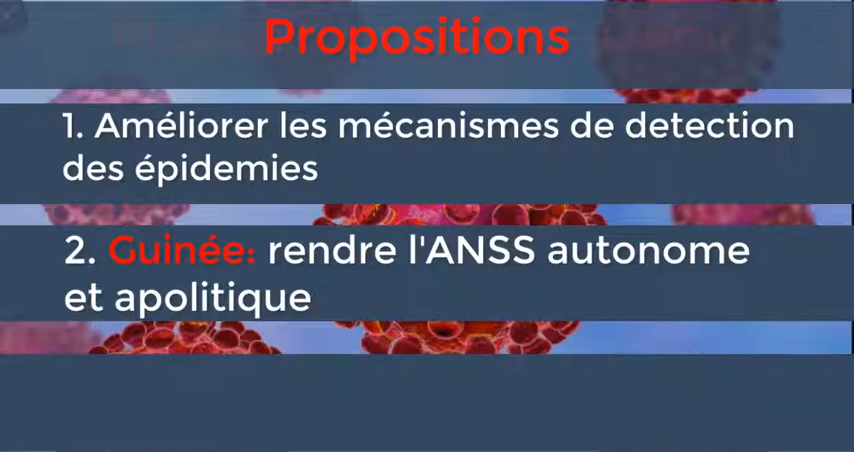 Propositions
1. Améliorer les mécanismes de detection
des épidemies
2. Guinée: rendre l'ANSS autonome
et apolitique